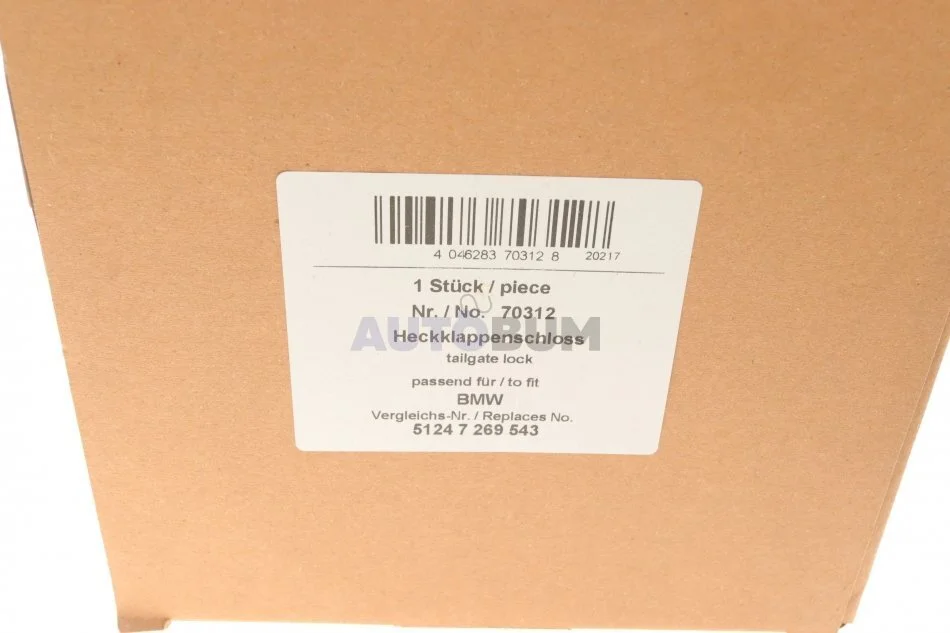 4 046283 70312 8 20217
1 Stück / piece
Nr. / No. 70312
AUTOBUM
Heckklappenschloss
tailgate lock
passend für / to fit
BMW
Vergleichs-Nr. / Replaces No.
5124 7 269 543